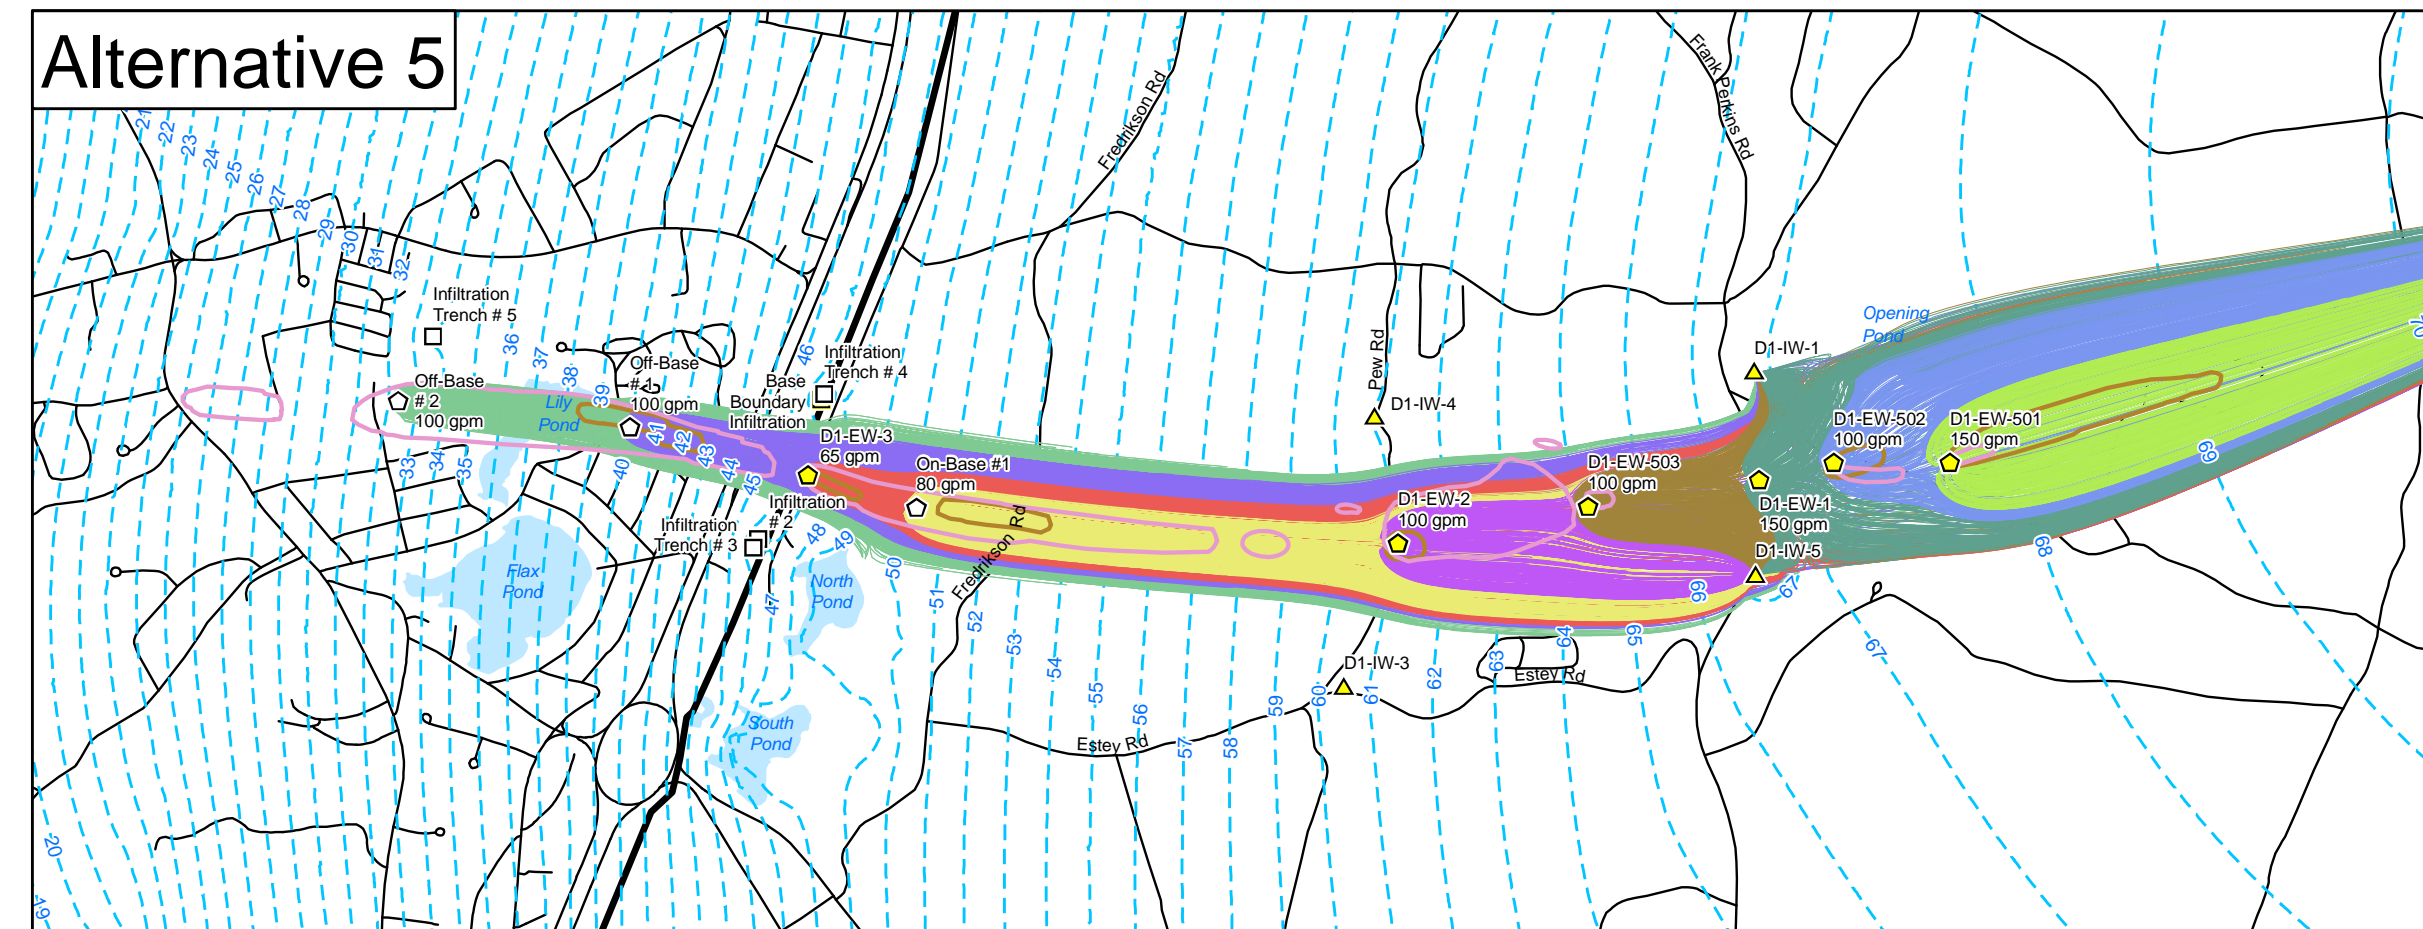 Alternative 5
21
22
23
24
25
26
27
28
29
30
31
32
Fredrikson Rd
Frank Perkins Rd
Infiltration
Trench # 5
36
37
38
39
46
Infiltration
Trench # 4
Off-Base
# 1
100 gpm
Off-Base
# 2
100 gpm
Base
Boundary
Infiltration
Lily
Pond
Pew Rd
D1-IW-4
D1-IW-1
Opening
Pond
70
D1-EW-502
100 gpm
D1-EW-501
150 gpm
69
41
42
43
44
45
40
33
34
35
D1-EW-3
65 gpm
On-Base #1
80 gpm
D1-EW-503
100 gpm
D1-EW-2
100 gpm
D1-EW-1
150 gpm
D1-IW-5
Infiltration
# 2
Infiltration
Trench # 3
48
49
50
Fredrikson Rd
Flax
Pond
North
Pond
47
51
52
53
54
55
56
57
58
59
60
61
62
63
64
65
66
67
67
68
D1-IW-3
Estey Rd
Estey Rd
South
Pond
20
19